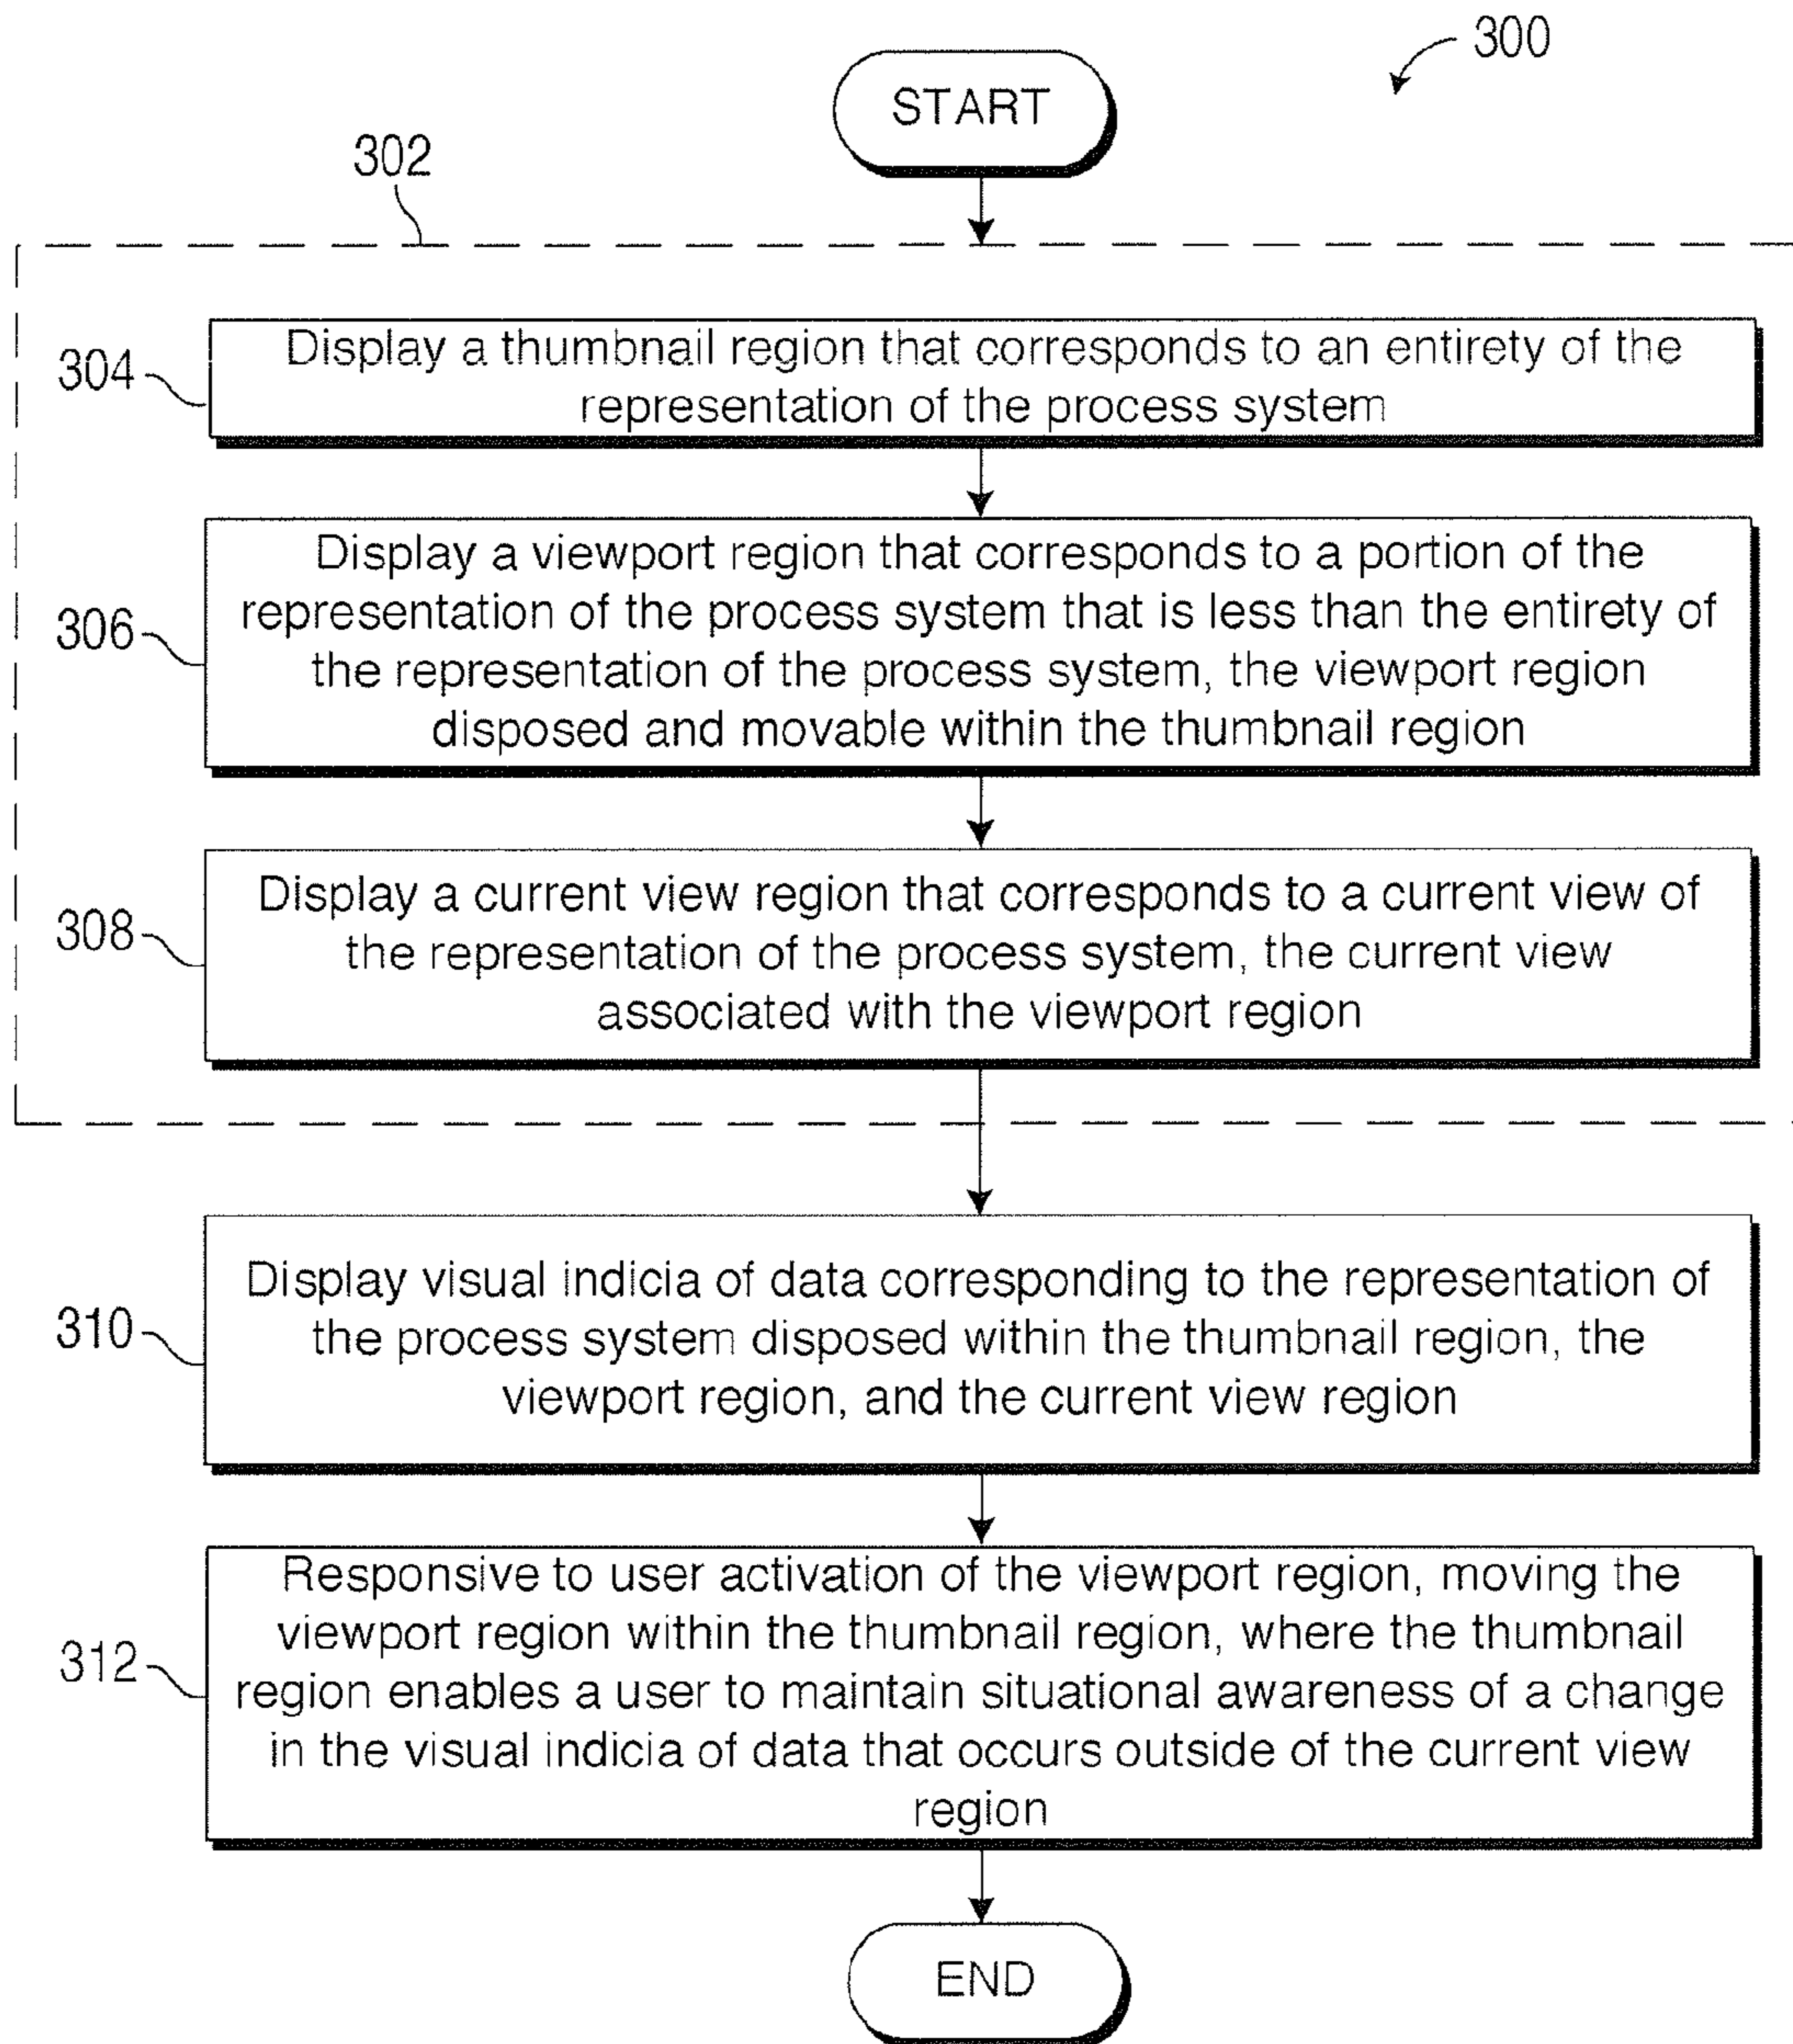 300
START
302
304
Display a thumbnail region that corresponds to an entirety of the
representation of the process system
306
Display a viewport region that corresponds to a portion of the
representation of the process system that is less than the entirety of
the representation of the process system, the viewport region
disposed and movable within the thumbnail region
308
Display a current view region that corresponds to a current view of
the representation of the process system, the current view
associated with the viewport region
310
Display visual indicia of data corresponding to the representation of
the process system disposed within the thumbnail region, the
viewport region, and the current view region
312
Responsive to user activation of the viewport region, moving the
viewport region within the thumbnail region, where the thumbnail
region enables a user to maintain situational awareness of a change
in the visual indicia of data that occurs outside of the current view
region
END